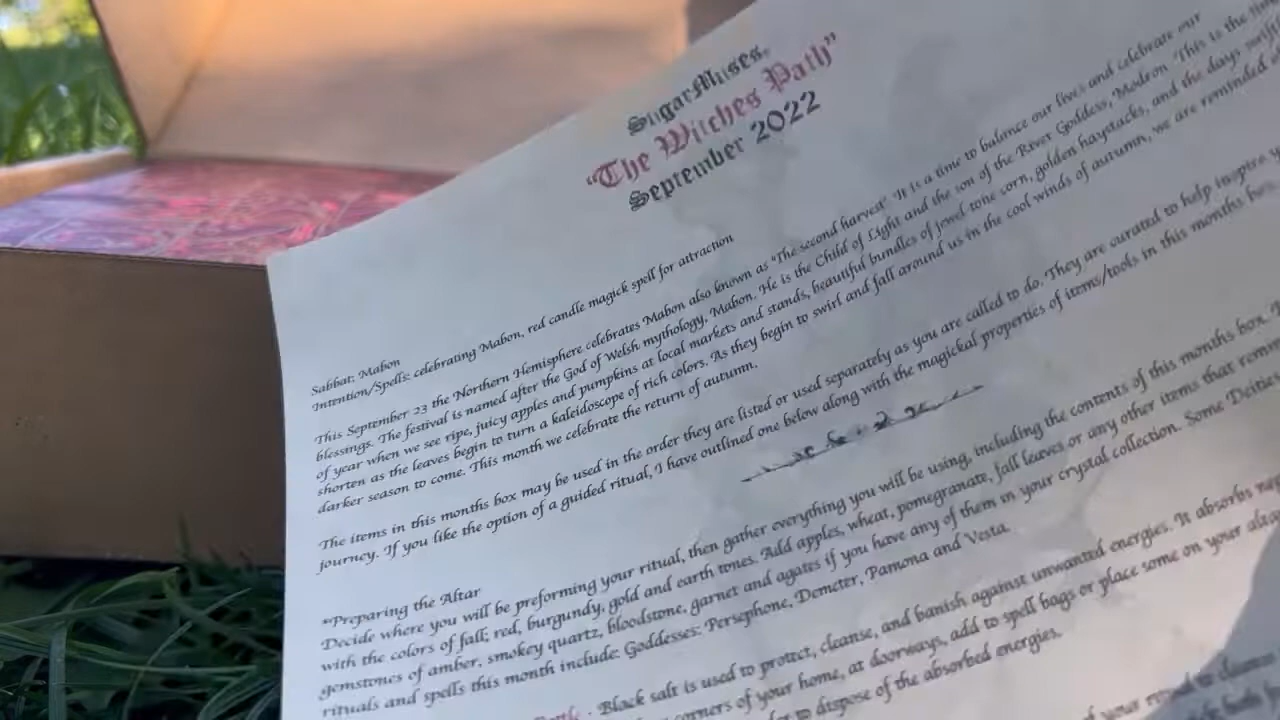 SugarMuses
"The Witches Path"
September 2022
Sabbat: Mabon
Intention/Spells: celebrating Mabon, red candle magick spell for attraction
This September 23 the Northern Hemisphere celebrates Mabon also known as "The second harvest" It is a time to balance our lives and celebrate our
blessings. The festival is named after the God of Welsh mythology, Mabon. He is the Child of Light and the son of the River Goddess, Modron. This is the time
of year when we see ripe, juicy apples and pumpkins at local markets and stands, beautiful bundles of jewel tone corn, golden haystacks, and the days swiftly
shorten as the leaves begin to turn a kaleidoscope of rich colors. As they begin to swirl and fall around us in the cool winds of autumn, we are reminded of
darker season to come. This month we celebrate the return of autumn.
The items in this months box may be used in the order they are listed or used separately as you are called to do. They are curated to help inspire
journey. If you like the option of a guided ritual, I have outlined one below along with the magickal properties of items/tools in this months box.
*Preparing the Altar
Decide where you will be preforming your ritual, then gather everything you will be using, including the contents of this months box.
with the colors of fall; red, burgundy, gold and earth tones. Add apples, wheat, pomegranate, fall leaves or any other items that
gemstones of amber, smokey quartz, bloodstone, garnet and agates if you have any of them in your crystal collection. Some Deities
rituals and spells this month include: Goddesses: Persephone, Demeter, Pamona and Vesta.
- Black salt is used to protect, cleanse, and banish against unwanted energies. It absorbs
corners of your home, at doorways, add to spell bags or place some on your
to dispose of the absorbed energies.
your
to cleanse